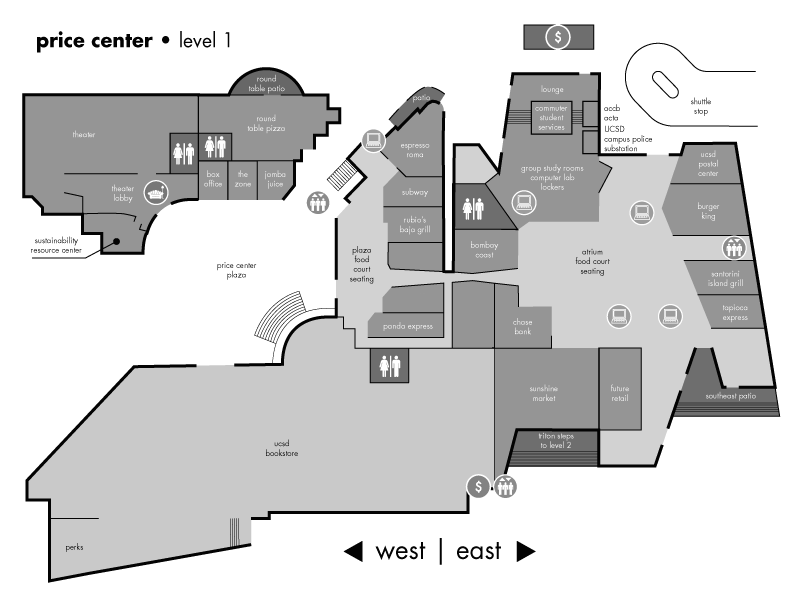 price center • level 1
$
round
table patio
theater
round
table pizza
box
office
the
zone
jamba
juice
theater
lobby
sustainability
resource center
price center
plaza
patio
espresso
roma
subway
rubio's
baja grill
plaza
food
court
seating
panda express
lounge
commuter
student
services
accb
acta
UCSD
campus police
substation
shuttle
stop
group study rooms
computer lab
lockers
bombay
coast
atrium
food court
seating
ucsd
postal
center
burger
king
santorini
island grill
tapioca
express
chase
bank
sunshine
market
future
retail
southeast patio
triton steps
to level 2
ucsd
bookstore
$
perks
◀ west | east ▶